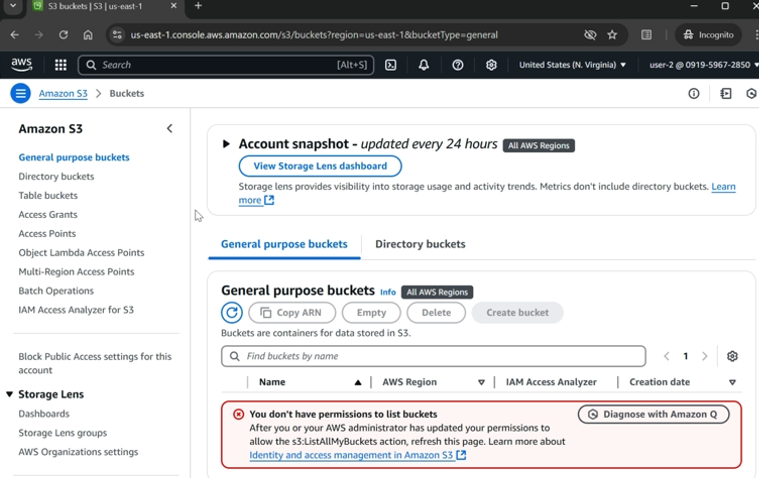 S3 buckets | S3 | us-east-1
us-east-1.console.aws.amazon.com/s3/buckets?region=us-east-1&bucketType=general
Incognito
aws
Search
[Alt+S]
United States (N. Virginia)
user-2 @ 0919-5967-2850
Amazon S3
Buckets
Amazon S3
General purpose buckets
Directory buckets
Table buckets
Access Grants
Access Points
Object Lambda Access Points
Multi-Region Access Points
Batch Operations
IAM Access Analyzer for S3
Block Public Access settings for this
account
Storage Lens
Dashboards
Storage Lens groups
AWS Organizations settings
Account snapshot - updated every 24 hours All AWS Regions
View Storage Lens dashboard
Storage lens provides visibility into storage usage and activity trends. Metrics don't include directory buckets. Learn
more
General purpose buckets
Directory buckets
General purpose buckets Info All AWS Regions
Copy ARN
Empty
Delete
Create bucket
Buckets are containers for data stored in S3.
Find buckets by name
1
Name
AWS Region
IAM Access Analyzer
Creation date
You don't have permissions to list buckets
Diagnose with Amazon Q
After you or your AWS administrator has updated your permissions to
allow the s3:ListAllMyBuckets action, refresh this page. Learn more about
Identity and access management in Amazon S3